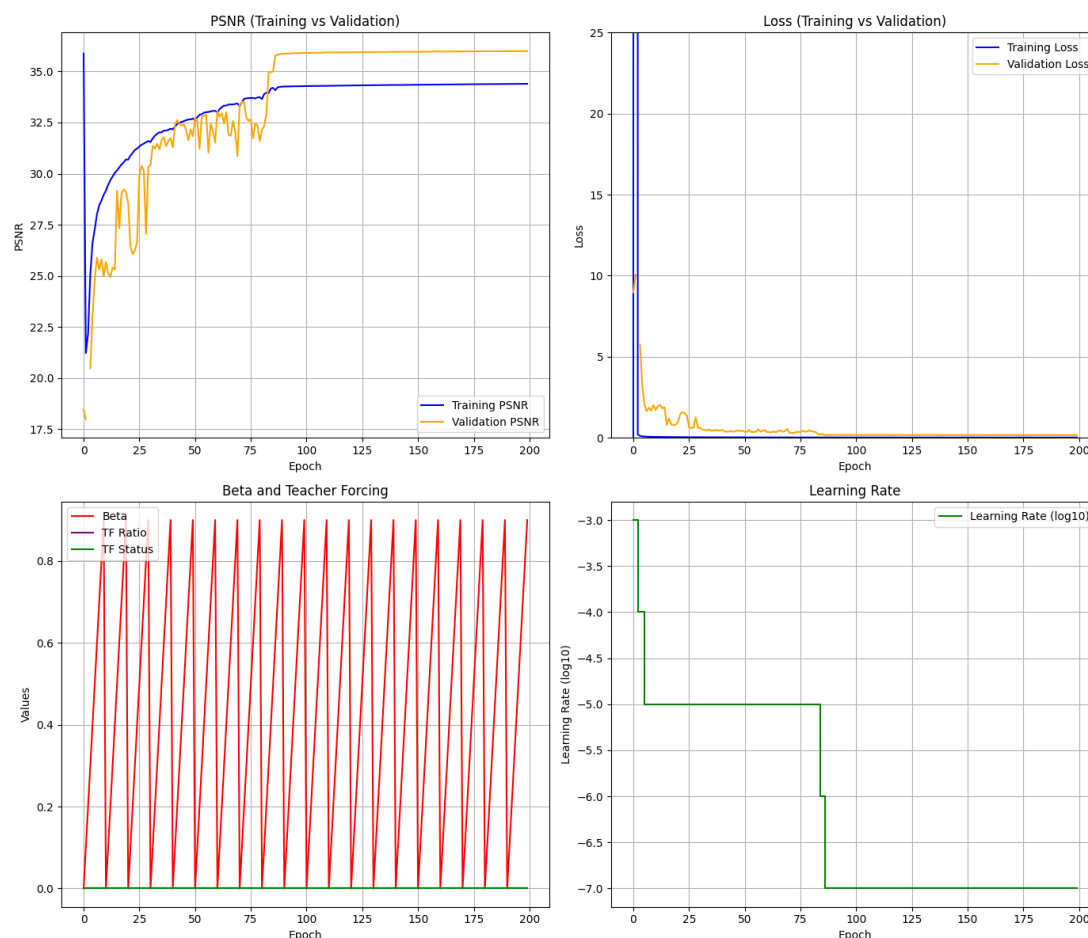 PSNR (Training vs Validation)
35.0
32.5
30.0
27.5
25.0
22.5
20.0
17.5
PSNR
Training PSNR
Validation PSNR
0 25 50 75 100 125 150 175 200
Epoch
Loss (Training vs Validation)
25
20
15
10
5
0
Loss
Training Loss
Validation Loss
0 25 50 75 100 125 150 175 200
Epoch
Beta and Teacher Forcing
0.8
0.6
0.4
0.2
0.0
Values
Beta
TF Ratio
TF Status
0 25 50 75 100 125 150 175 200
Epoch
Learning Rate
−3.0
−3.5
−4.0
−4.5
−5.0
−5.5
−6.0
−6.5
−7.0
Learning Rate (log10)
Learning Rate (log10)
0 25 50 75 100 125 150 175 200
Epoch